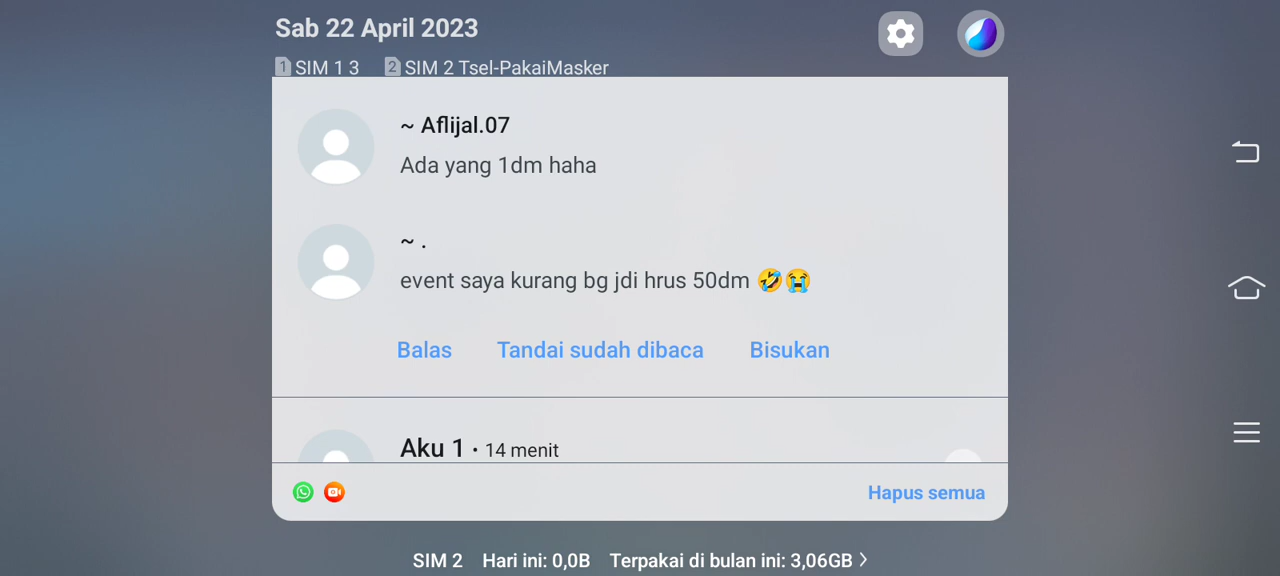 Sab 22 April 2023
1 SIM 1 3 2 SIM 2 Tsel-PakaiMasker
~ Aflijal.07
Ada yang 1dm haha
~ .
event saya kurang bg jdi hrus 50dm 🤣😭
Balas Tandai sudah dibaca Bisukan
Aku 1 • 14 menit
Hapus semua
SIM 2 Hari ini: 0,0B Terpakai di bulan ini: 3,06GB >